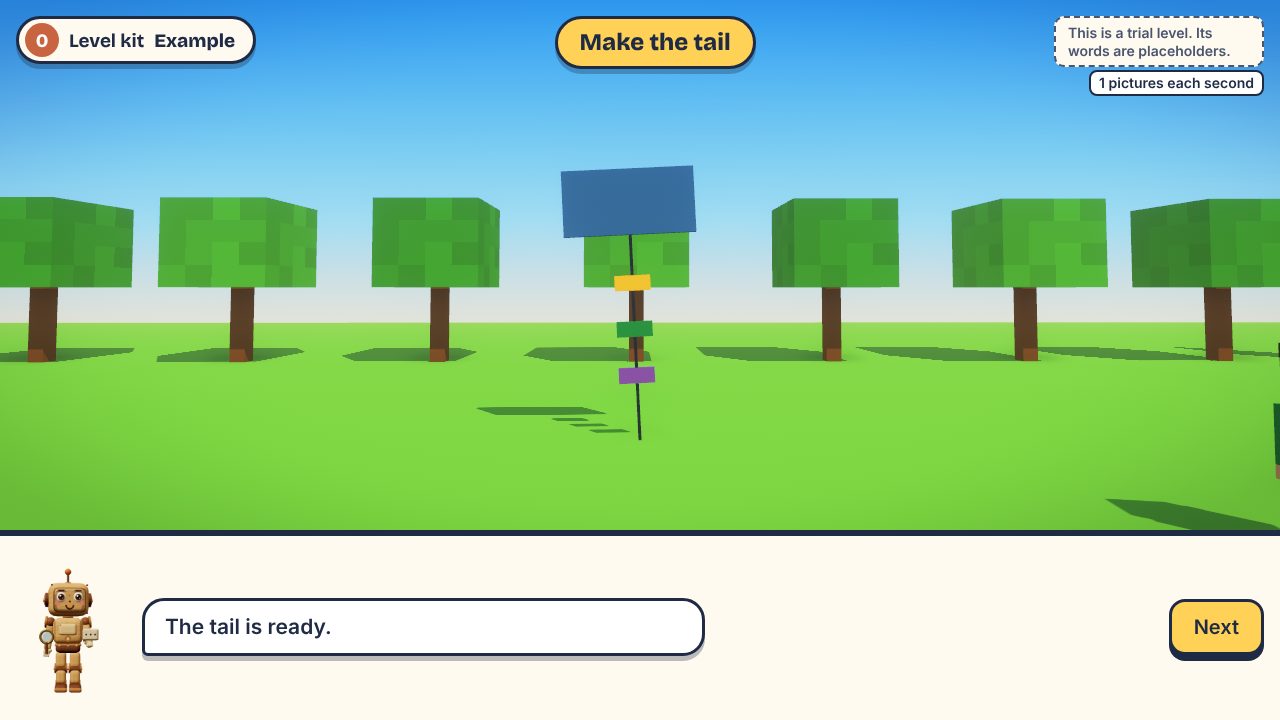 0 Level kit Example
Make the tail
This is a trial level. Its
words are placeholders.
1 pictures each second
The tail is ready.
Next